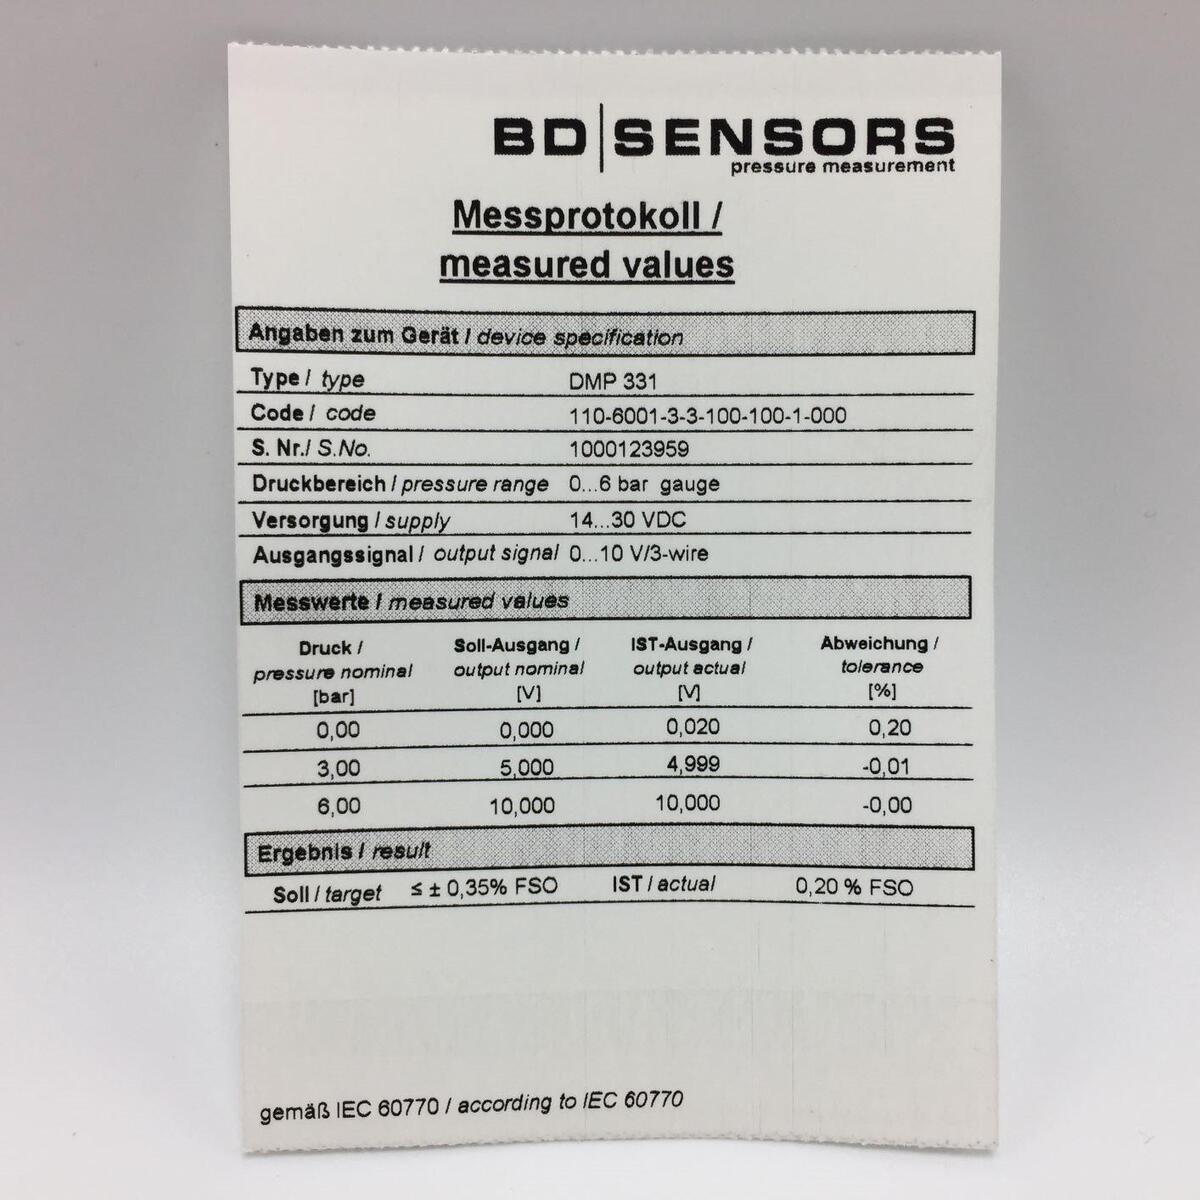 BD|SENSORS
pressure measurement
Messprotokoll /
measured values
Angaben zum Gerät / device specification
Type / type DMP 331
Code / code 110-6001-3-3-100-100-1-000
S. Nr./ S.No. 1000123959
Druckbereich / pressure range 0...6 bar gauge
Versorgung / supply 14...30 VDC
Ausgangssignal / output signal 0...10 V/3-wire
Messwerte / measured values
Druck / Soll-Ausgang / IST-Ausgang / Abweichung /
pressure nominal output nominal output actual tolerance
[bar] [V] [V] [%]
0,00 0,000 0,020 0,20
3,00 5,000 4,999 -0,01
6,00 10,000 10,000 -0,00
Ergebnis / result
Soll / target ≤ ± 0,35% FSO IST / actual 0,20 % FSO
gemäß IEC 60770 / according to IEC 60770